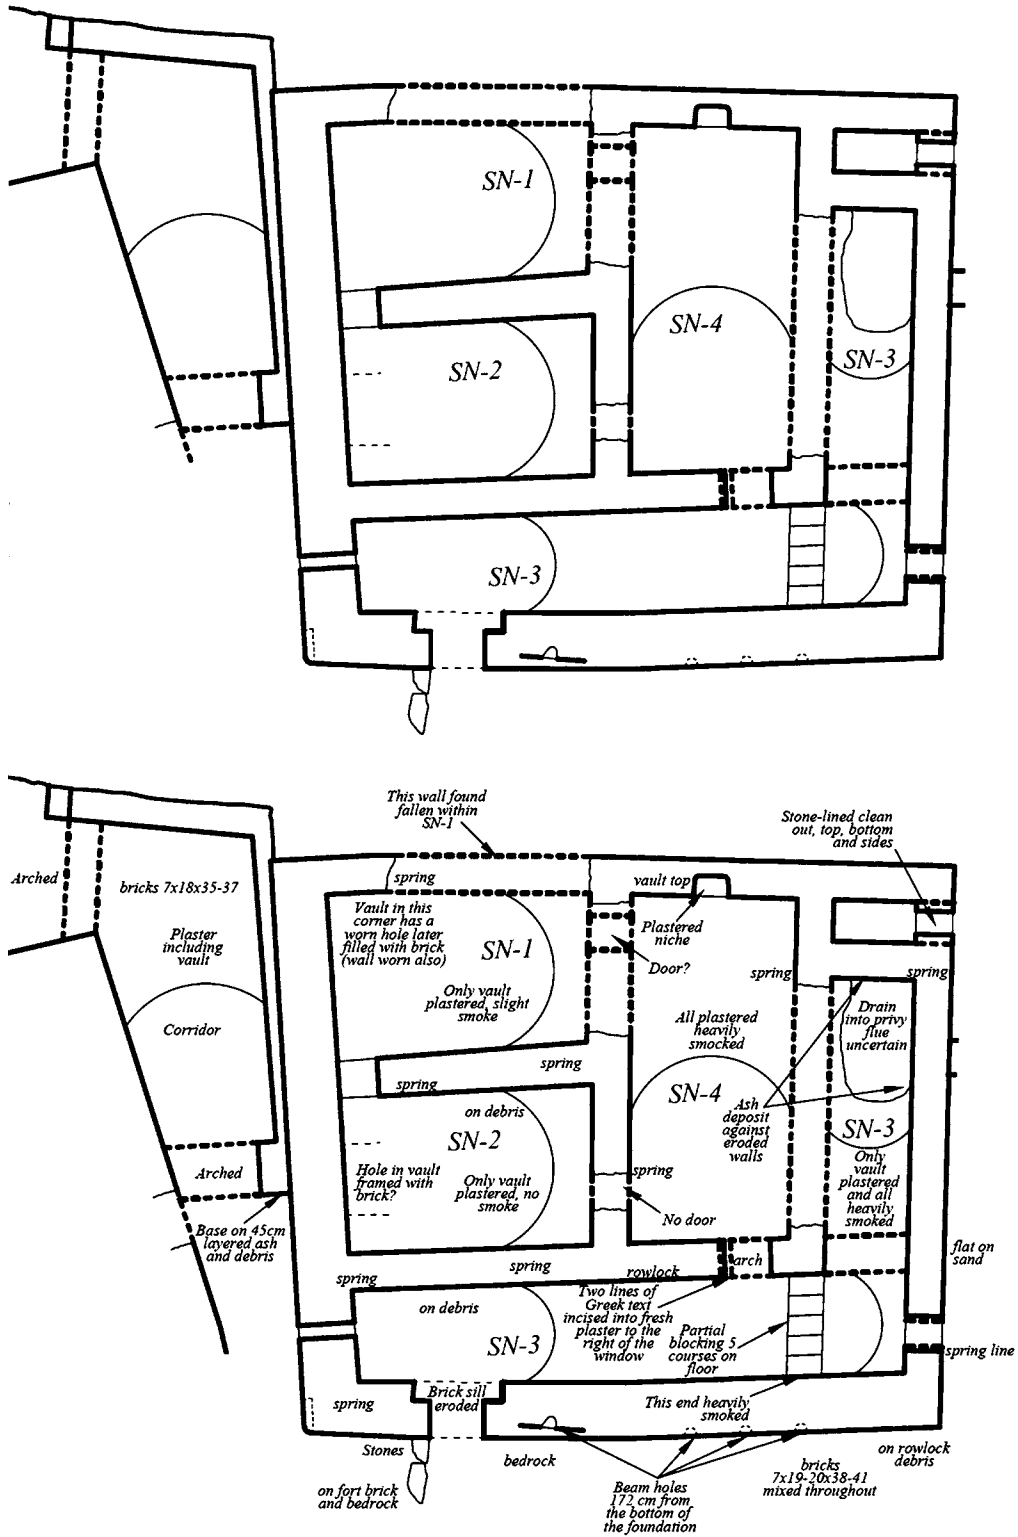 SN-1
SN-4
SN-3
SN-2
SN-3
This wall found
fallen within
SN-1
Stone-lined clean
out, top, bottom
and sides
Arched
bricks 7x18x35-37
spring
vault top
Vault in this
corner has a
worn hole later
filled with brick
(wall worn also)
Plastered
niche
Plaster
including
vault
SN-1
Door?
spring
spring
Only vault
plastered, slight
smoke
Drain
into privy
flue
uncertain
All plastered
heavily
smocked
Corridor
spring
spring
SN-4
Ash
deposit
against
eroded
walls
on debris
SN-2
SN-3
Hole in vault
framed with
brick?
Only vault
plastered, no
smoke
spring
Only
vault
plastered
and all
heavily
smoked
Arched
No door
Base on 45cm
layered ash
and debris
flat on
sand
spring
arch
spring
rowlock
on debris
Two lines of
Greek text
incised into fresh
plaster to the
right of the
window
Partial
blocking 5
courses on
floor
SN-3
spring line
Brick sill
eroded
spring
This end heavily
smoked
Stones
bedrock
on rowlock
debris
bricks
7x19-20x38-41
mixed throughout
on fort brick
and bedrock
Beam holes
172 cm from
the bottom of
the foundation